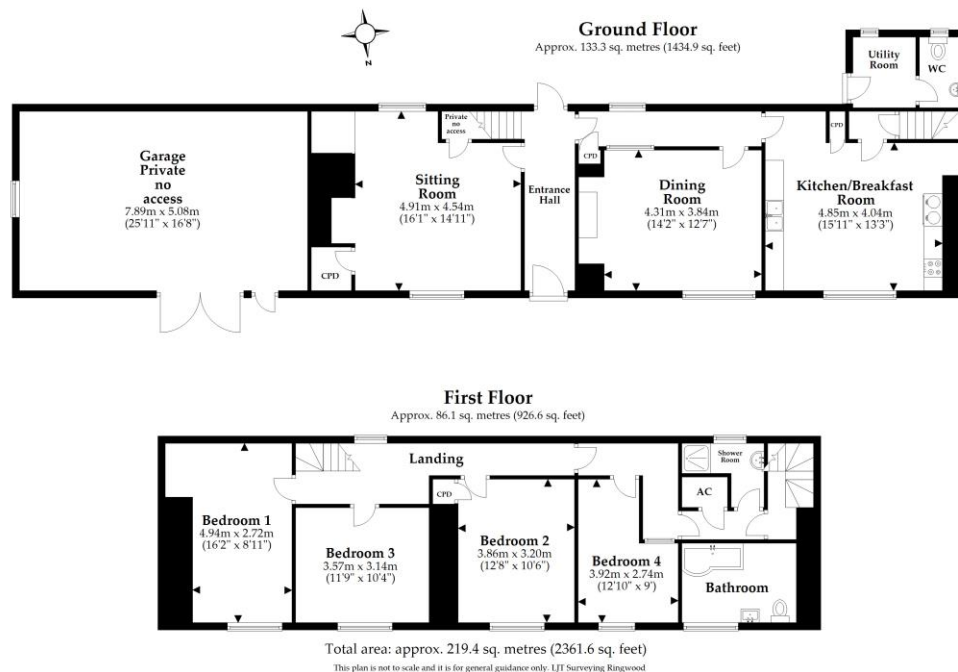 Ground Floor
Approx. 133.3 sq. metres (1434.9 sq. feet)
N
Utility
Room
WC
Private
no
access
CPD
CPD
Garage
Private
no
access
7.89m x 5.08m
(25'11" x 16'8")
Sitting
Room
4.91m x 4.54m
(16'1" x 14'11")
CPD
Entrance
Hall
Dining
Room
4.31m x 3.84m
(14'2" x 12'7")
Kitchen/Breakfast
Room
4.85m x 4.04m
(15'11" x 13'3")
First Floor
Approx. 86.1 sq. metres (926.6 sq. feet)
Landing
Shower
Room
AC
CPD
Bedroom 1
4.94m x 2.72m
(16'2" x 8'11")
Bedroom 3
3.57m x 3.14m
(11'9" x 10'4")
Bedroom 2
3.86m x 3.20m
(12'8" x 10'6")
Bedroom 4
3.92m x 2.74m
(12'10" x 9')
Bathroom
Total area: approx. 219.4 sq. metres (2361.6 sq. feet)
This plan is not to scale and it is for general guidance only. LJT Surveying Ringwood